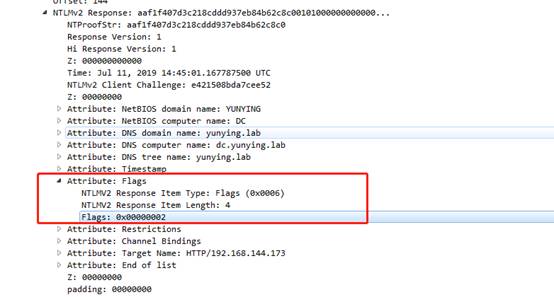 Offset: 144
NTLMv2 Response: aaf1f407d3c218cddd937eb84b62c8c00101000000000000...
NTProofStr: aaf1f407d3c218cddd937eb84b62c8c0
Response Version: 1
Hi Response Version: 1
Z: 000000000000
Time: Jul 11, 2019 14:45:01.167787500 UTC
NTLMv2 Client Challenge: e421508bda7cee52
Z: 00000000
Attribute: NetBIOS domain name: YUNYING
Attribute: NetBIOS computer name: DC
Attribute: DNS domain name: yunying.lab
Attribute: DNS computer name: dc.yunying.lab
Attribute: DNS tree name: yunying.lab
Attribute: Timestamp
Attribute: Flags
NTLMV2 Response Item Type: Flags (0x0006)
NTLMV2 Response Item Length: 4
Flags: 0x00000002
Attribute: Restrictions
Attribute: Channel Bindings
Attribute: Target Name: HTTP/192.168.144.173
Attribute: End of list
Z: 00000000
padding: 00000000